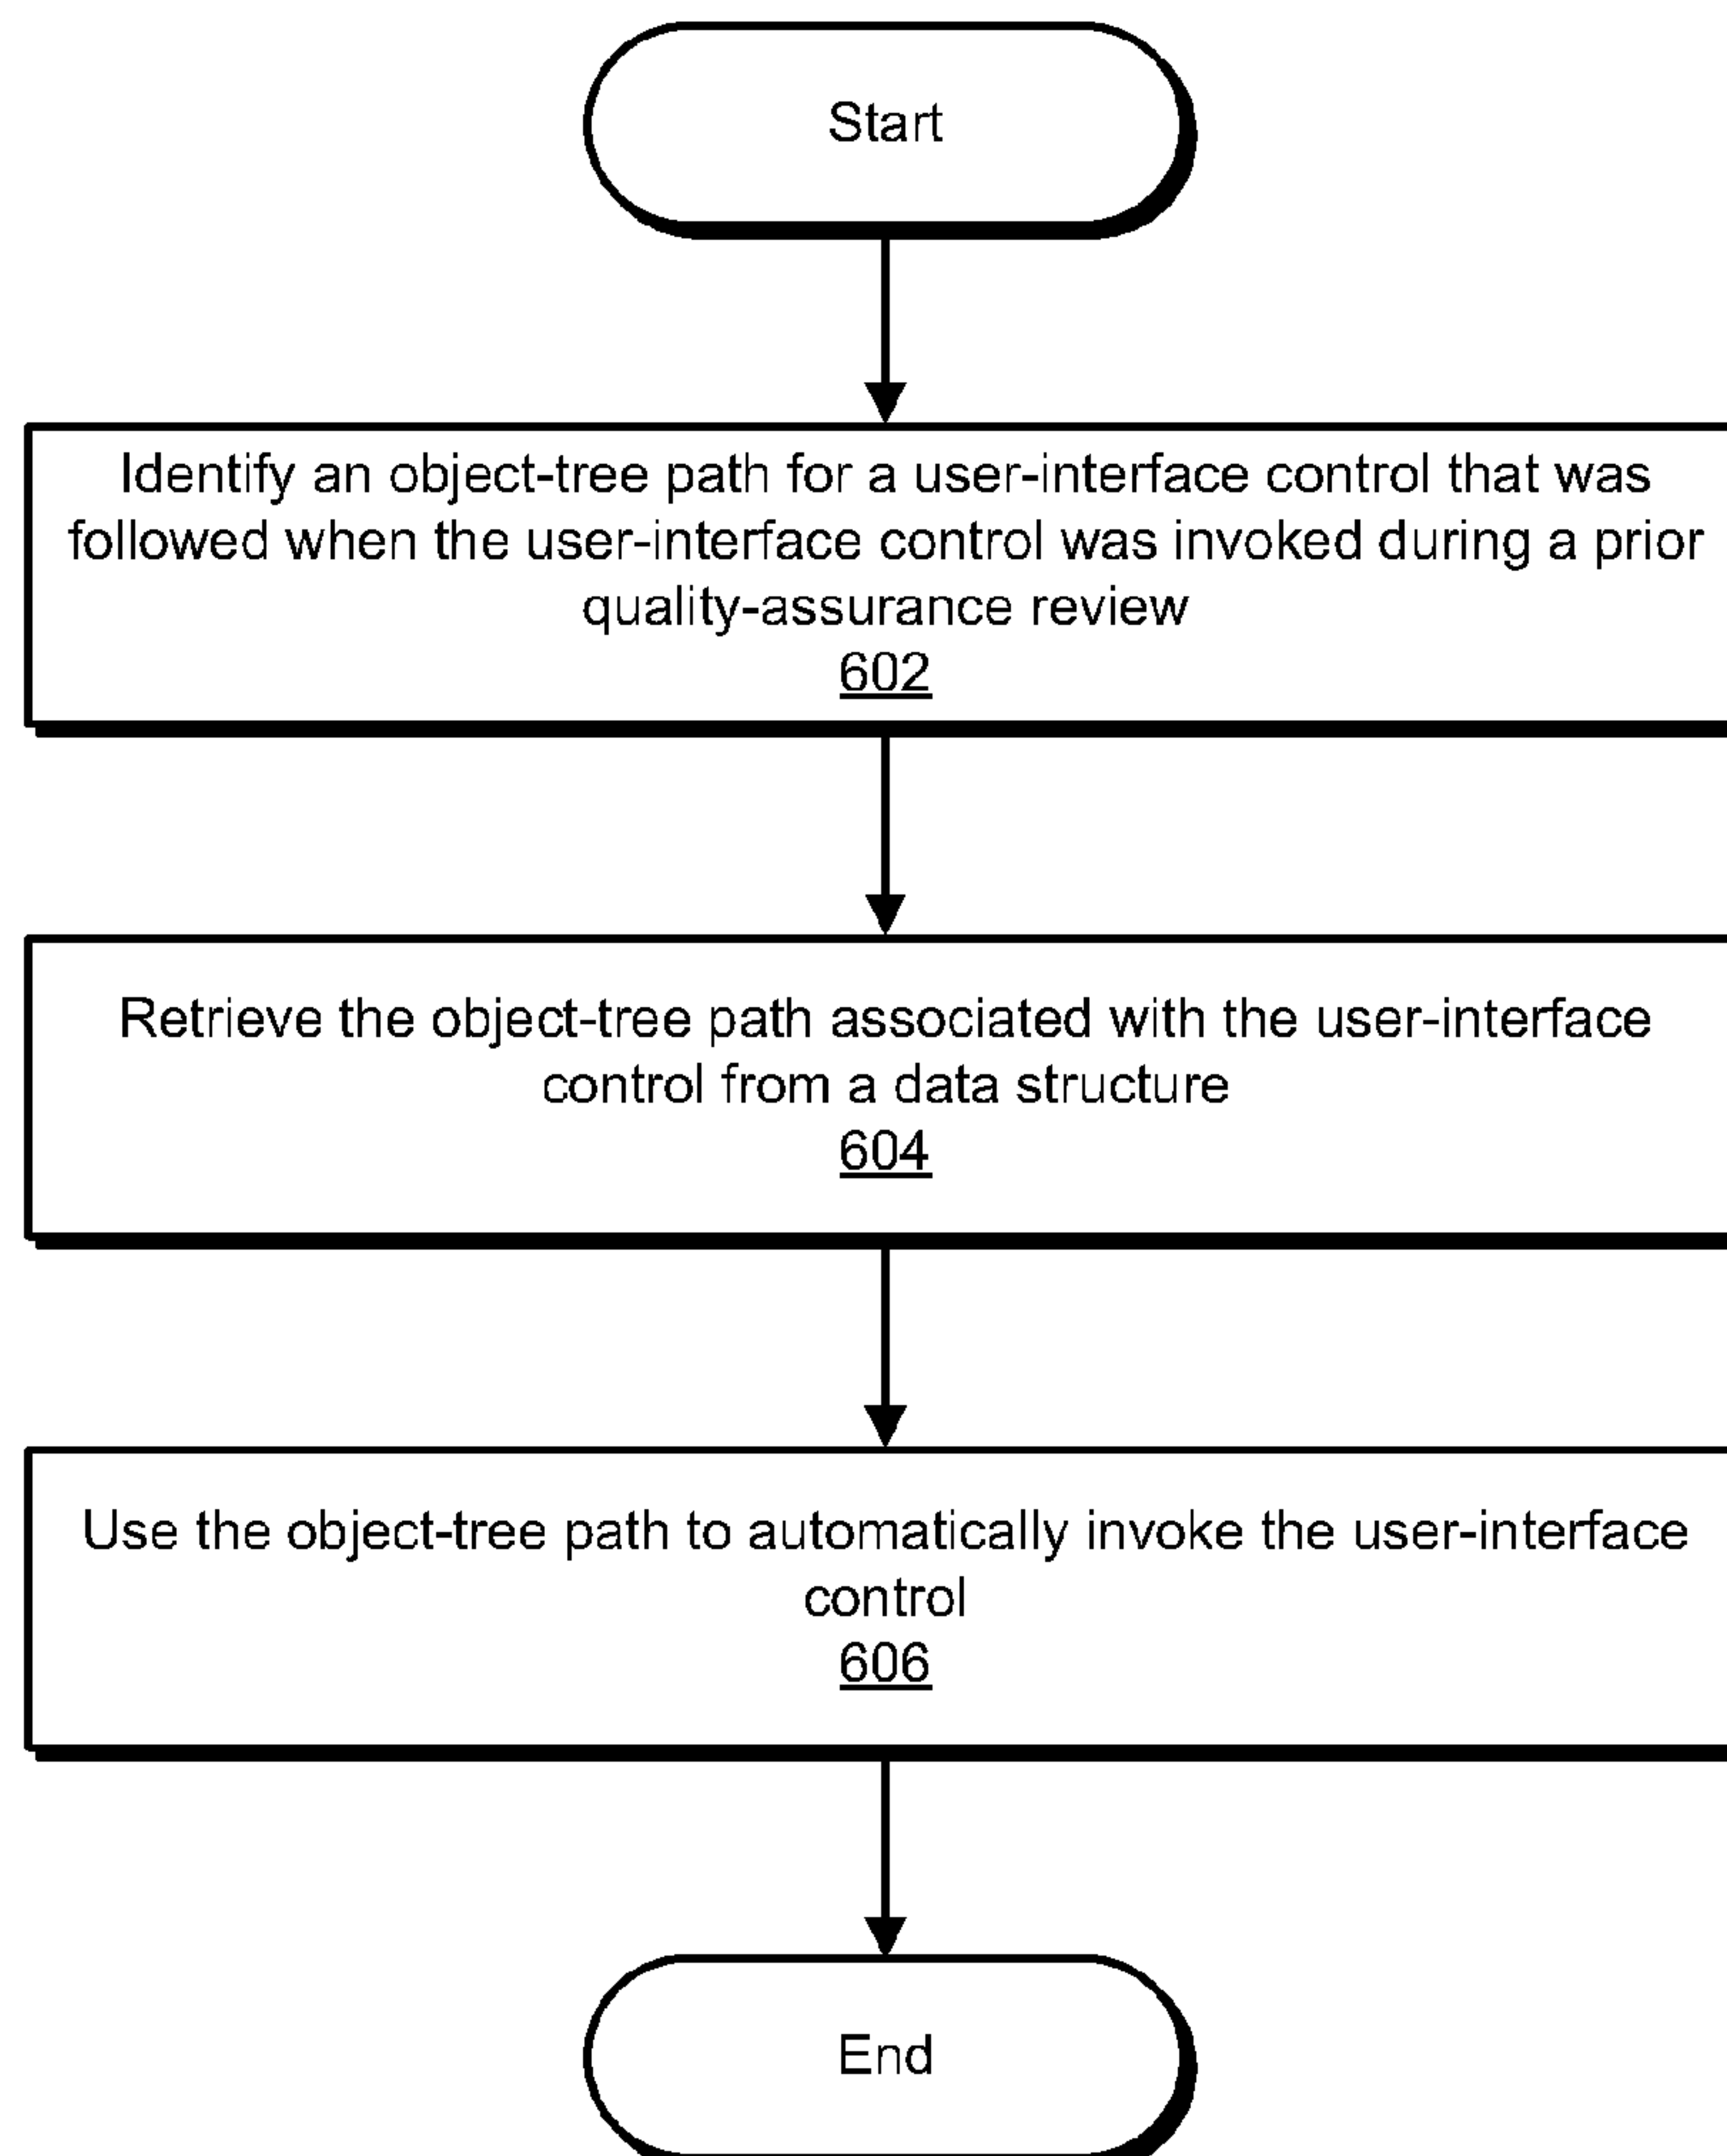 Start
Identify an object-tree path for a user-interface control that was
followed when the user-interface control was invoked during a prior
quality-assurance review
602
Retrieve the object-tree path associated with the user-interface
control from a data structure
604
Use the object-tree path to automatically invoke the user-interface
control
606
End